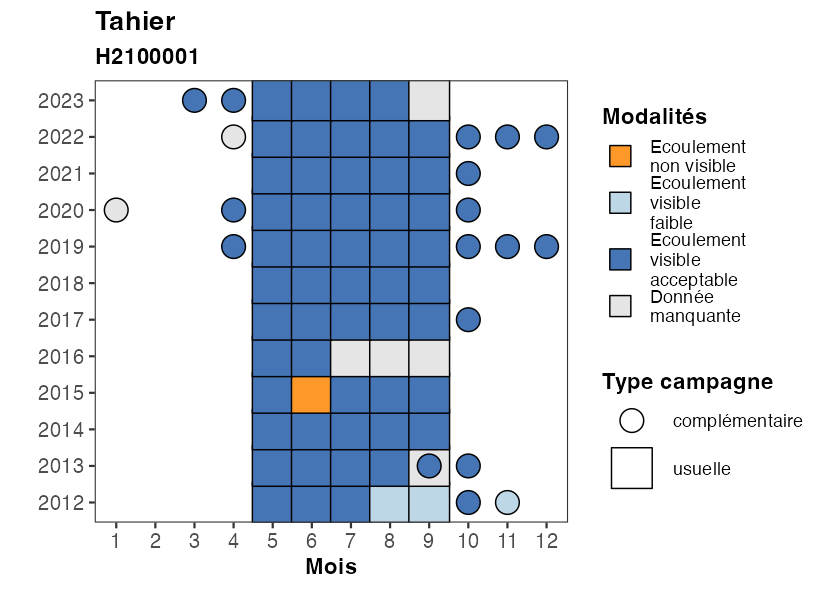 Tahier
H2100001
2023
2022
2021
2020
2019
2018
2017
2016
2015
2014
2013
2012
1 2 3 4 5 6 7 8 9 10 11 12
Mois
Modalités
Ecoulement
non visible
Ecoulement
visible
faible
Ecoulement
visible
acceptable
Donnée
manquante
Type campagne
complémentaire
usuelle